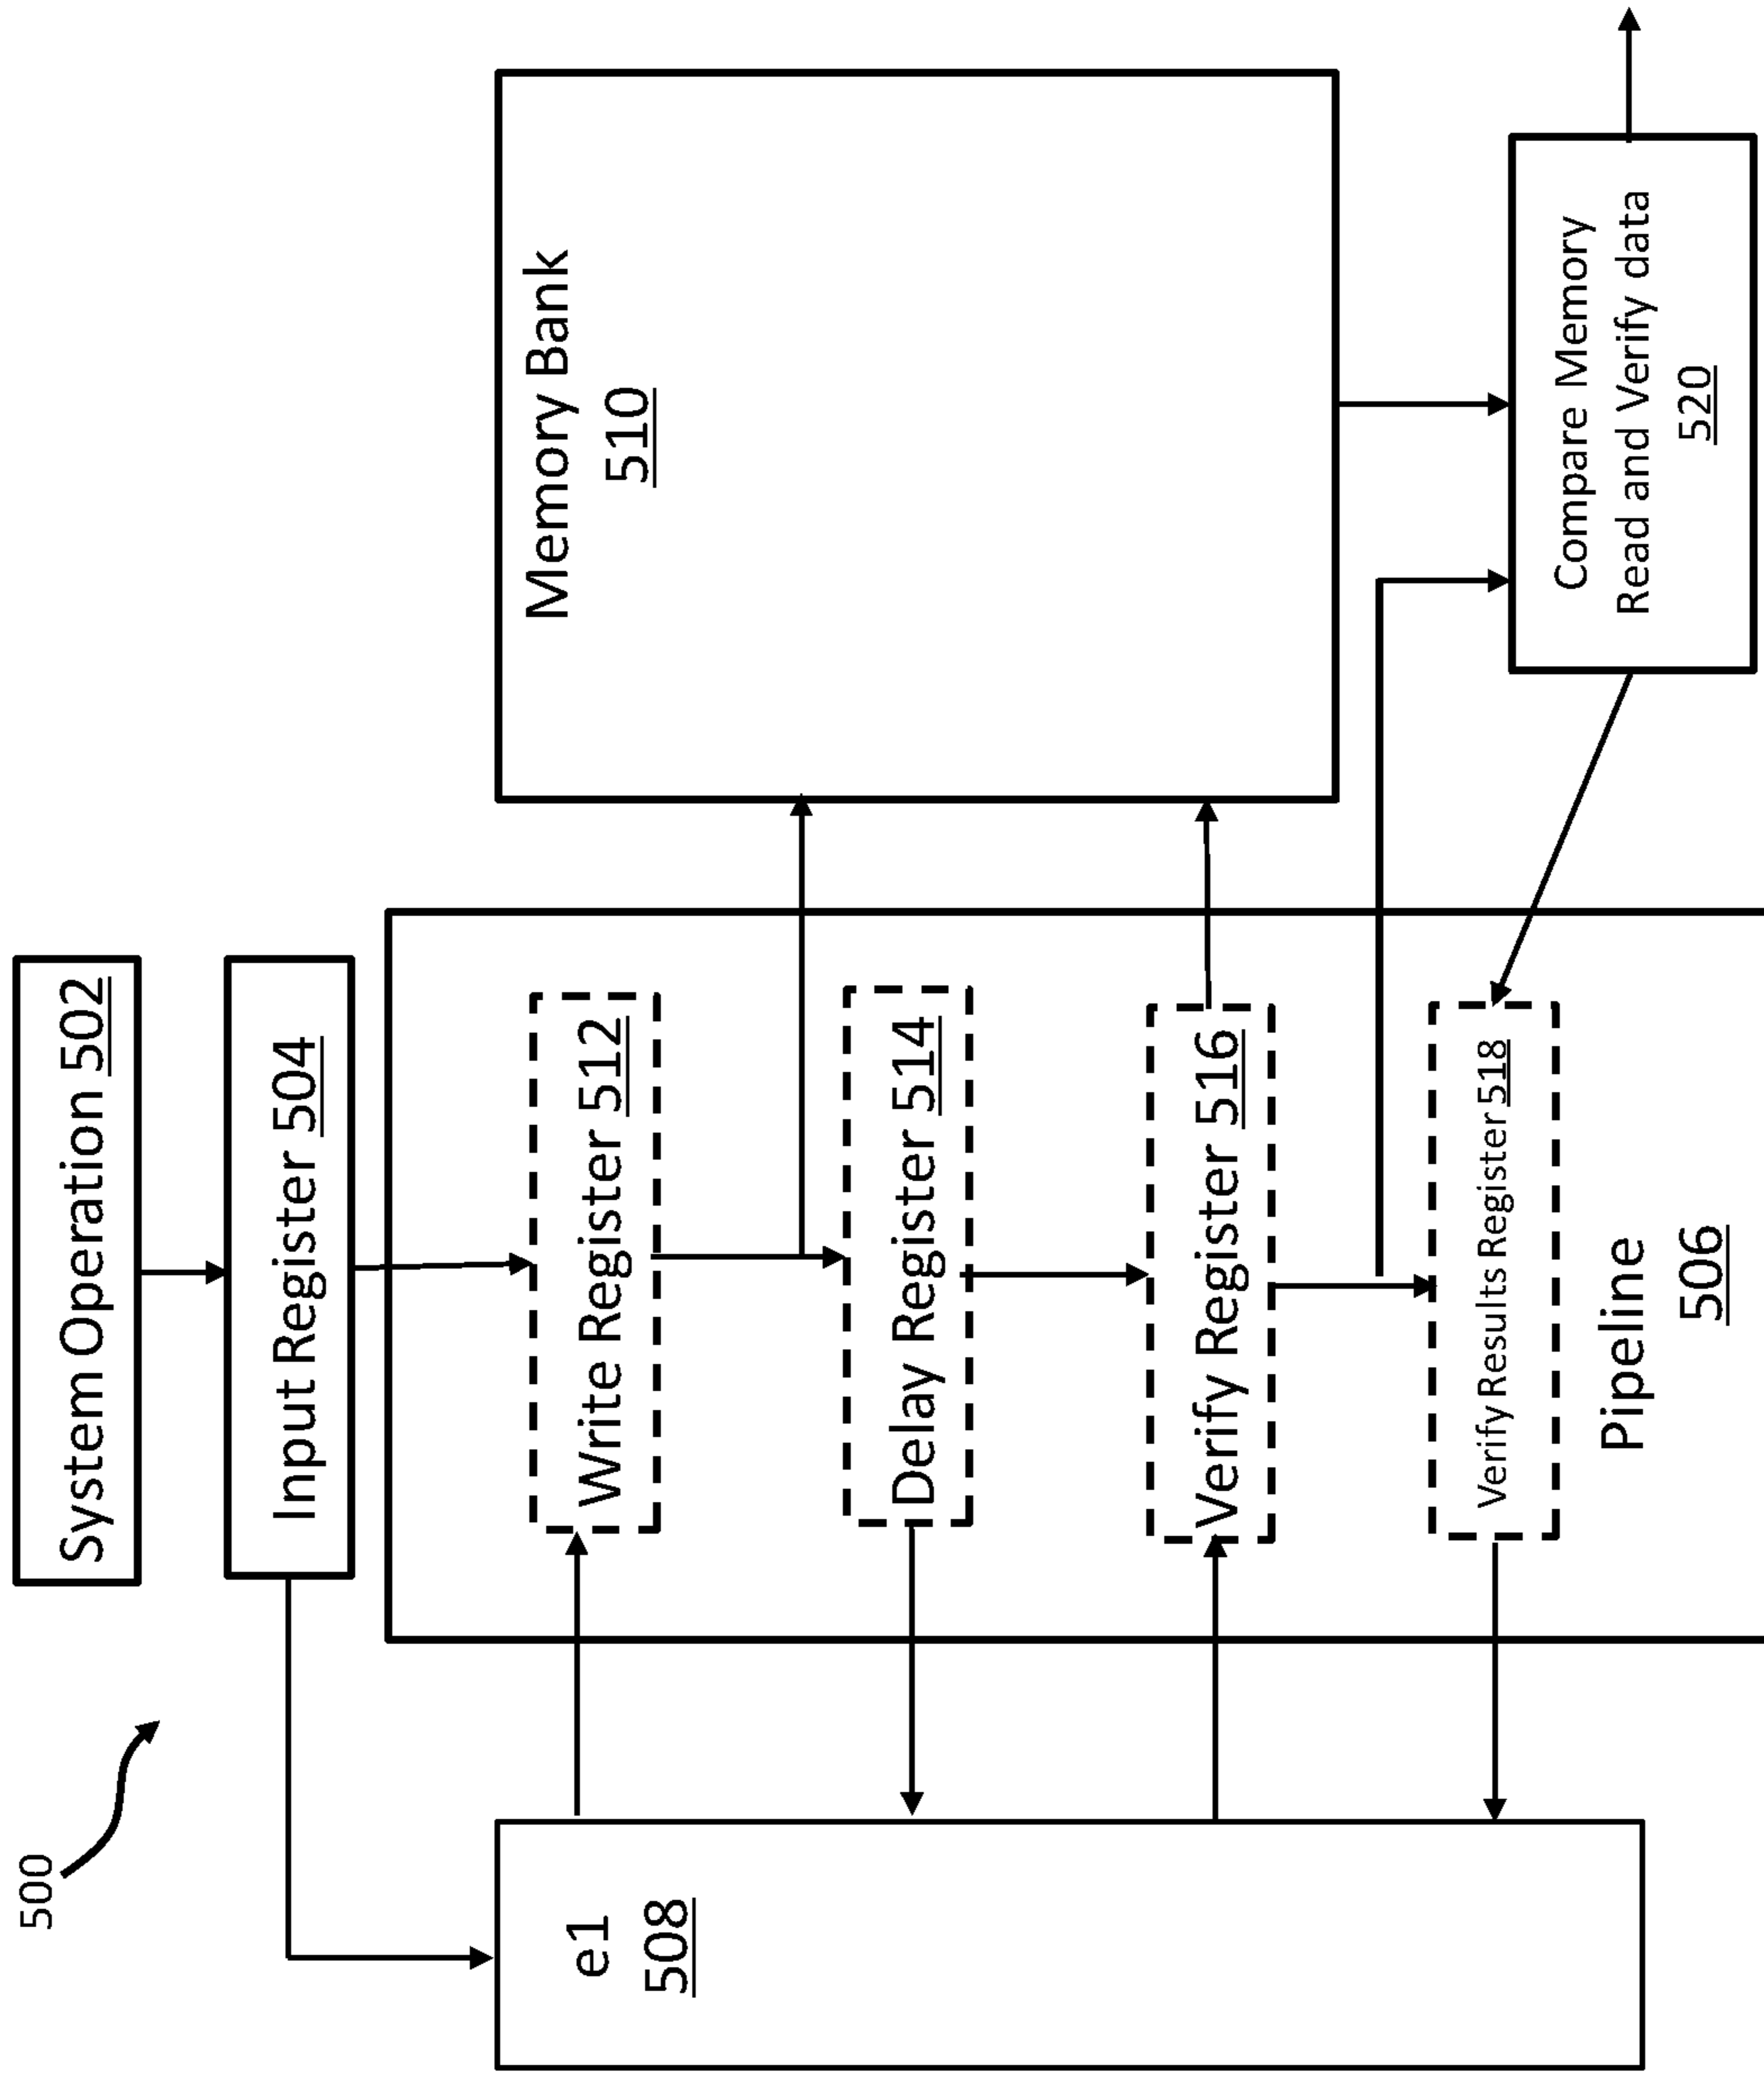 500
System Operation 502
Input Register 504
e1
508
Write Register 512
Delay Register 514
Verify Register 516
Verify Results Register 518
Pipeline
506
Memory Bank
510
Compare Memory
Read and Verify data
520